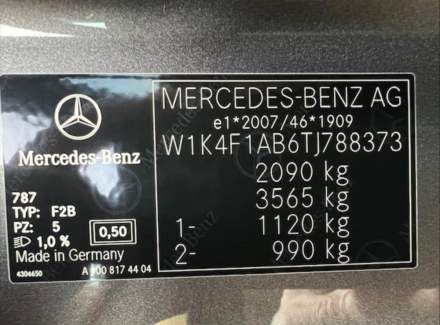 MERCEDES-BENZ AG
e1*2007/46*1909
W1K4F1AB6TJ788373
2090 kg
3565 kg
1- 1120 kg
2- 990 kg
Mercedes-Benz
787
TYP: F2B
PZ: 5
0,50
1,0 %
Made in Germany
4304650
A 000 817 44 04